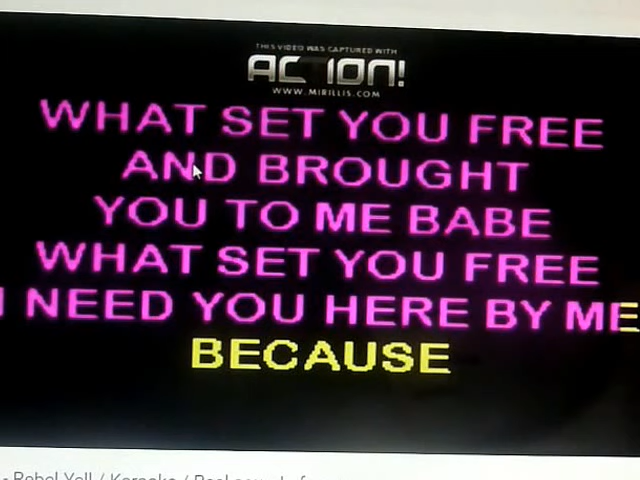 THIS VIDEO WAS CAPTURED WITH
ACTION!
WWW.MIRILLIS.COM
WHAT SET YOU FREE
AND BROUGHT
YOU TO ME BABE
WHAT SET YOU FREE
I NEED YOU HERE BY ME
BECAUSE
- Rebel Yell / Karaoke /